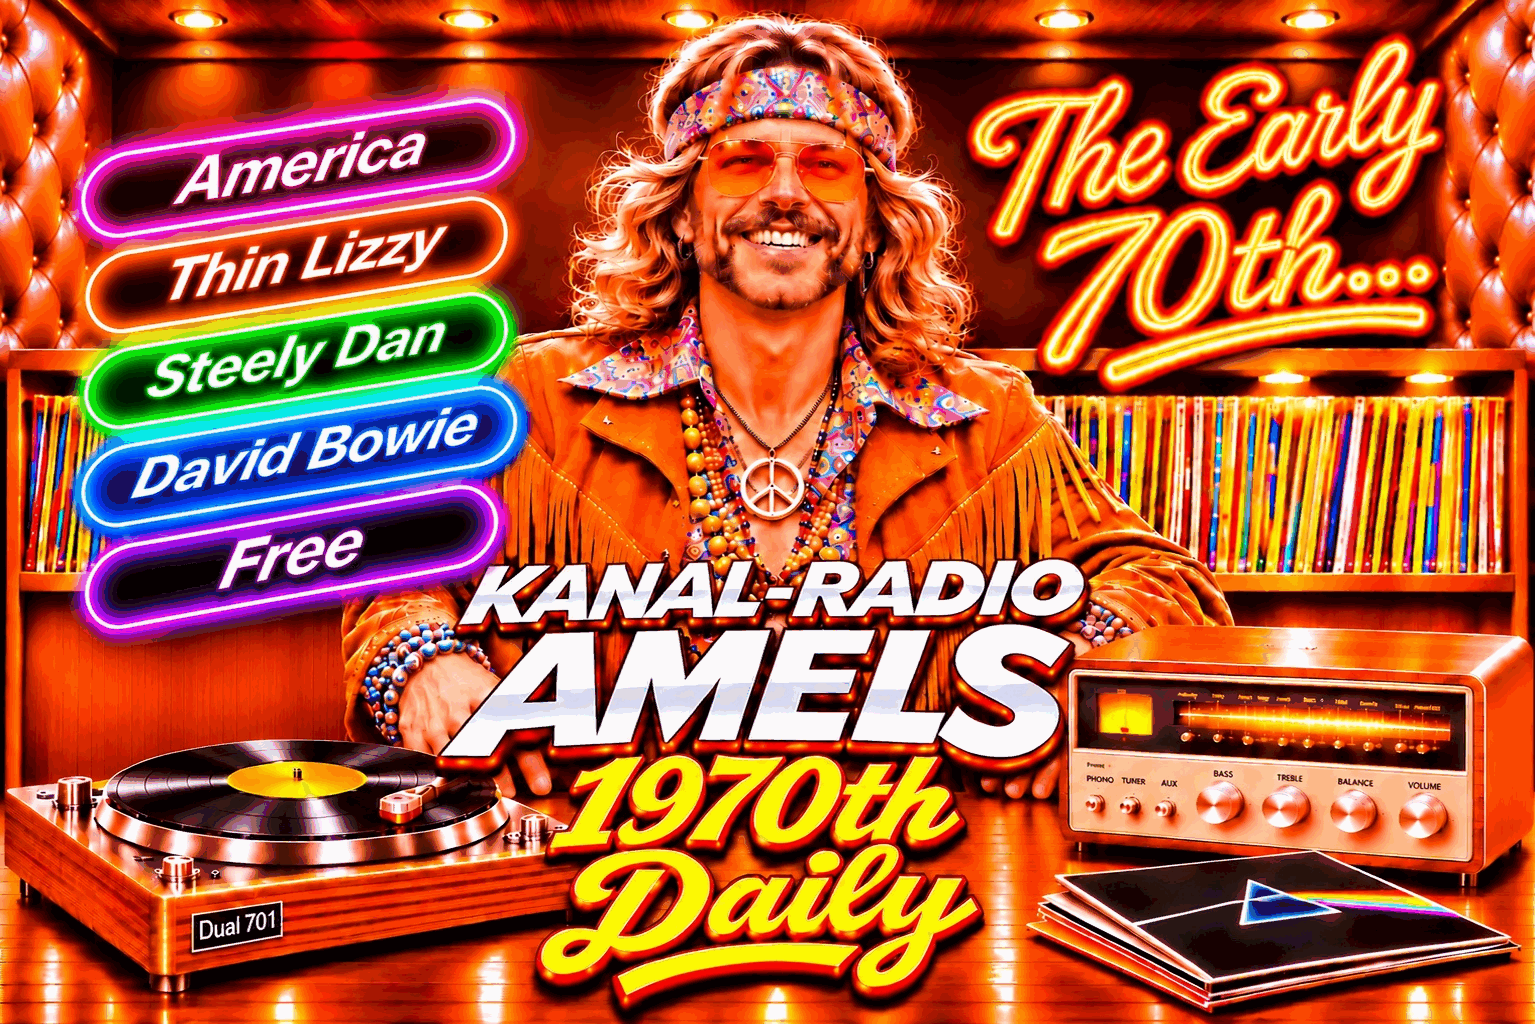 America
Thin Lizzy
Steely Dan
David Bowie
Free
The Early
70th...
KANAL-RADIO
AMELS
1970th
Daily
Dual 701
PHONO TUNER AUX
BASS TREBLE BALANCE VOLUME